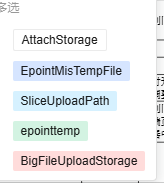 多选
AttachStorage
EpointMisTempFile
SliceUploadPath
epointtemp
BigFileUploadStorage